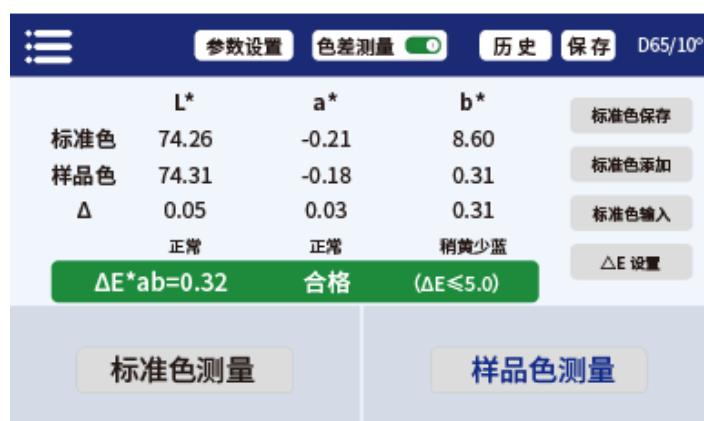 参数设置 色差测量 历史 保存 D65/10°
L* a* b*
标准色保存
标准色 74.26 -0.21 8.60
标准色添加
样品色 74.31 -0.18 0.31
Δ 0.05 0.03 0.31
标准色输入
正常 正常 稍黄少蓝
△E 设置
ΔE*ab=0.32 合格 (ΔE≤5.0)
标准色测量 样品色测量